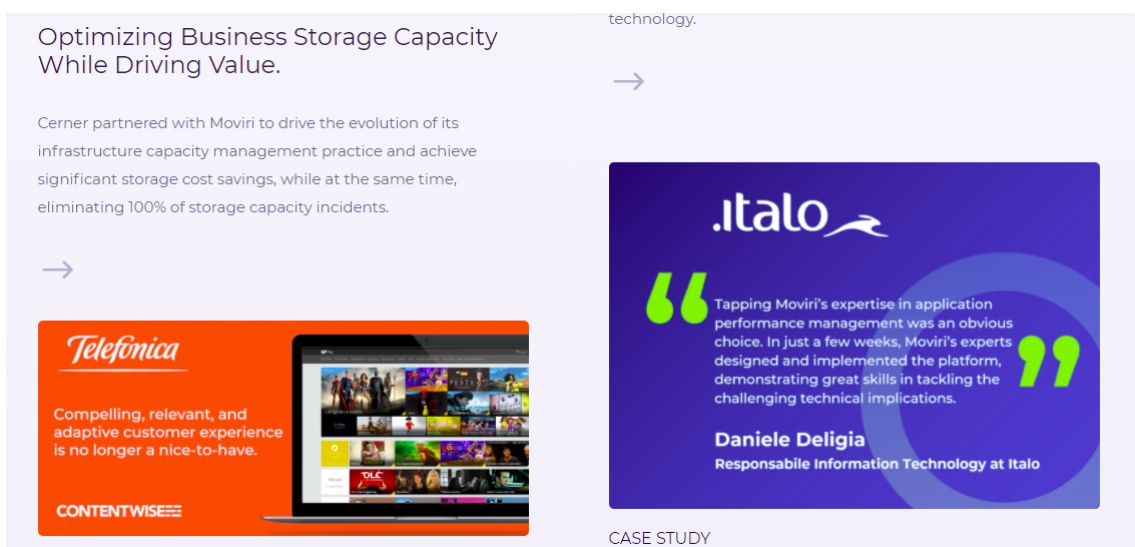 Optimizing Business Storage Capacity
While Driving Value.
Cerner partnered with Moviri to drive the evolution of its
infrastructure capacity management practice and achieve
significant storage cost savings, while at the same time,
eliminating 100% of storage capacity incidents.
Telefónica
Compelling, relevant, and
adaptive customer experience
is no longer a nice-to-have.
CONTENTWISE
technology.
.italo
“
Tapping Moviri's expertise in application
performance management was an obvious
choice. In just a few weeks, Moviri's experts
designed and implemented the platform,
demonstrating great skills in tackling the
challenging technical implications.
”
Daniele Deligia
Responsabile Information Technology at Italo
CASE STUDY